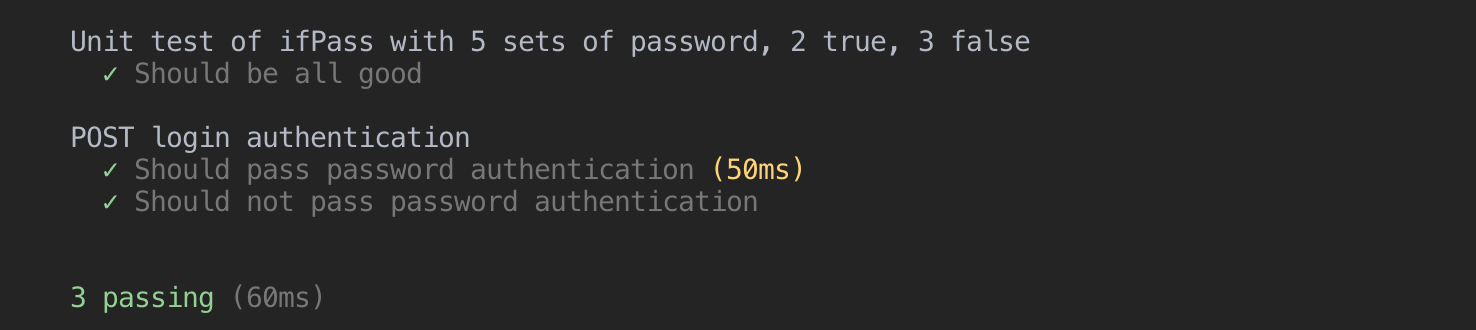 Unit test of ifPass with 5 sets of password, 2 true, 3 false
✓ Should be all good
POST login authentication
✓ Should pass password authentication (50ms)
✓ Should not pass password authentication
3 passing (60ms)